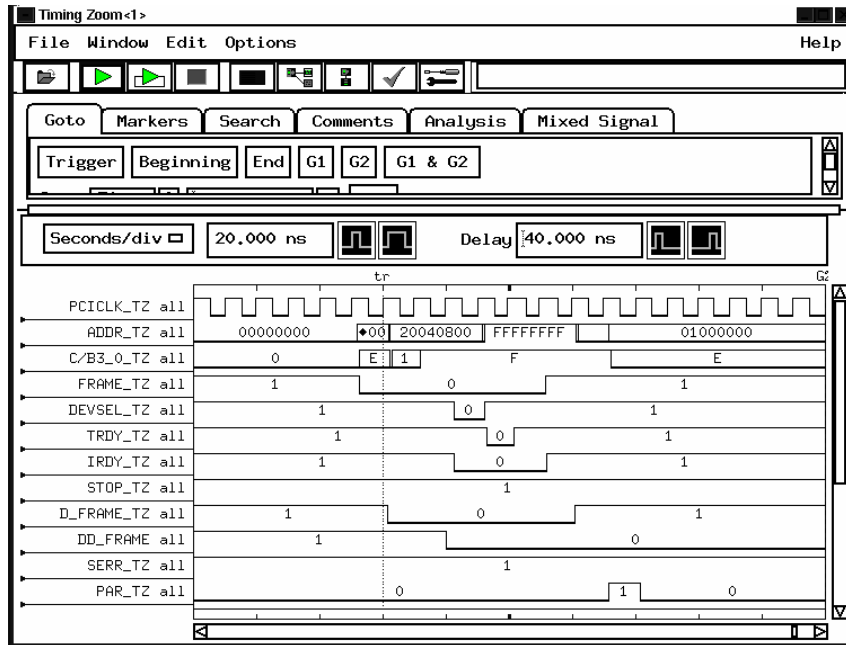 Timing Zoom<1>
File Window Edit Options Help
Goto Markers Search Comments Analysis Mixed Signal
Trigger Beginning End G1 G2 G1 & G2
Seconds/div 20.000 ns Delay 40.000 ns
tr G2
PCICLK_TZ all
ADDR_TZ all 00000000 00 20040800 FFFFFFFF 01000000
C/B3_0_TZ all 0 E 1 F E
FRAME_TZ all 1 0 1
DEVSEL_TZ all 1 0 1
TRDY_TZ all 1 0 1
IRDY_TZ all 1 0 1
STOP_TZ all 1
D_FRAME_TZ all 1 0 1
DD_FRAME all 1 0
SERR_TZ all 1
PAR_TZ all 0 1 0